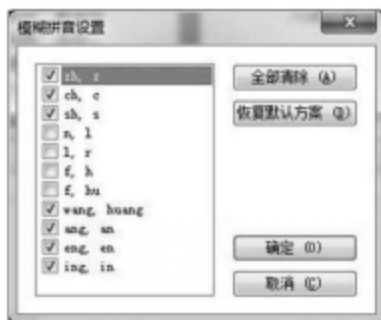 模糊拼音设置
zh, z
ch, c
sh, s
n, l
l, r
f, h
f, hu
wang, huang
ang, an
eng, en
ing, in
全部清除 (A)
恢复默认方案 (D)
确定 (O)
取消 (C)